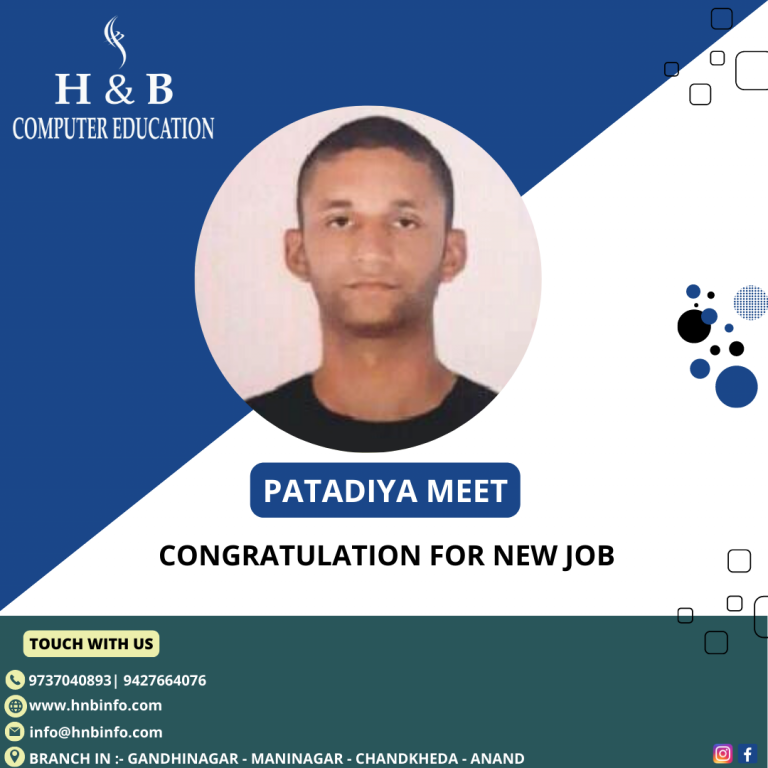 H & B
COMPUTER EDUCATION
PATADIYA MEET
CONGRATULATION FOR NEW JOB
TOUCH WITH US
9737040893| 9427664076
www.hnbinfo.com
info@hnbinfo.com
BRANCH IN :- GANDHINAGAR - MANINAGAR - CHANDKHEDA - ANAND